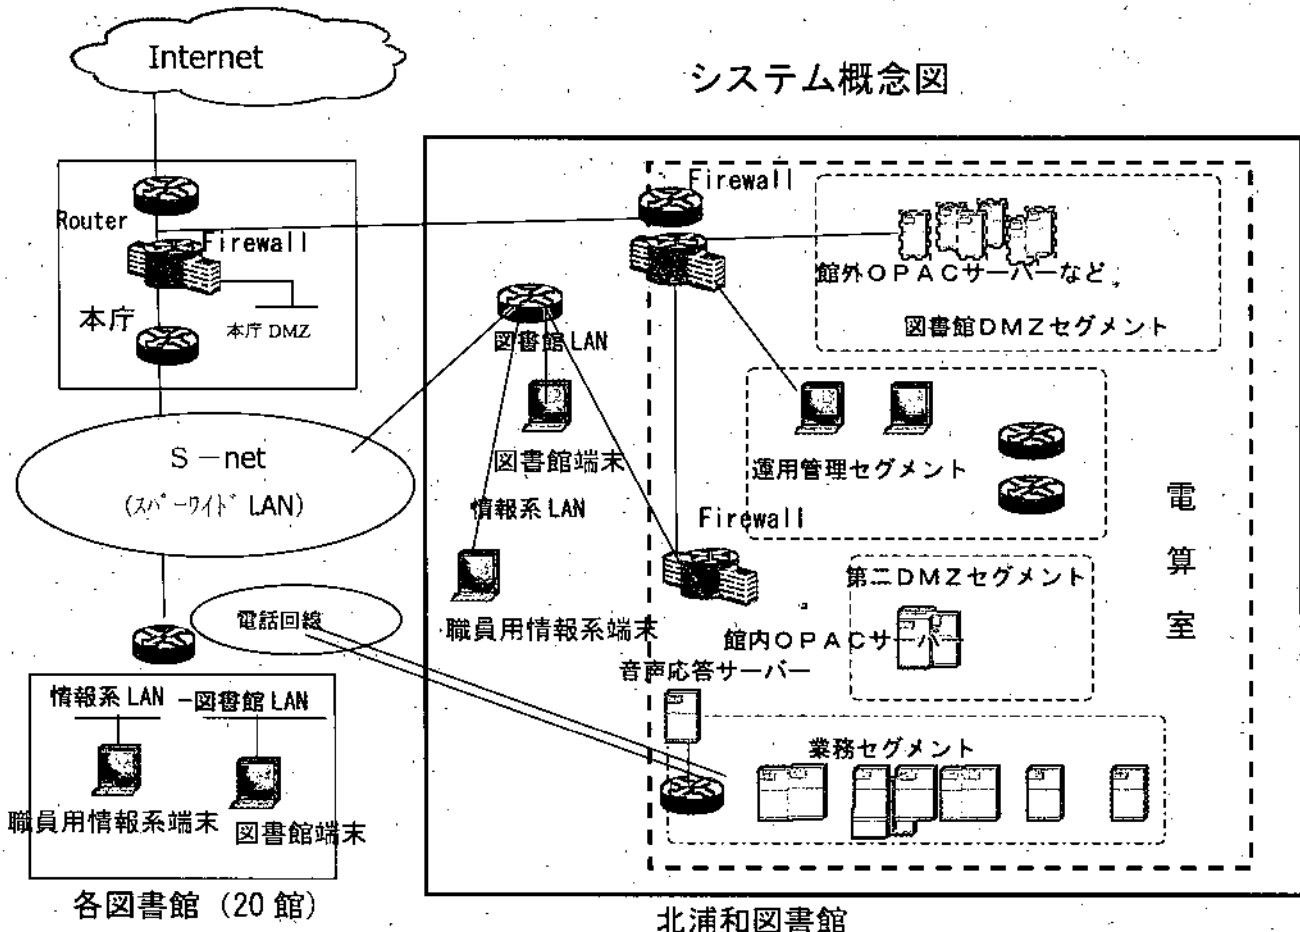 Internet
システム概念図
Router
Firewall
本庁
本庁 DMZ
Firewall
館外OPACサーバーなど
図書館DMZセグメント
図書館 LAN
図書館端末
運用管理セグメント
S－net
(スパーワイド LAN)
情報系 LAN
Firewall
電算室
職員用情報系端末
第二DMZセグメント
館内OPACサーバー
電話回線
音声応答サーバー
業務セグメント
情報系 LAN
図書館 LAN
職員用情報系端末
図書館端末
各図書館（20 館）
北浦和図書館